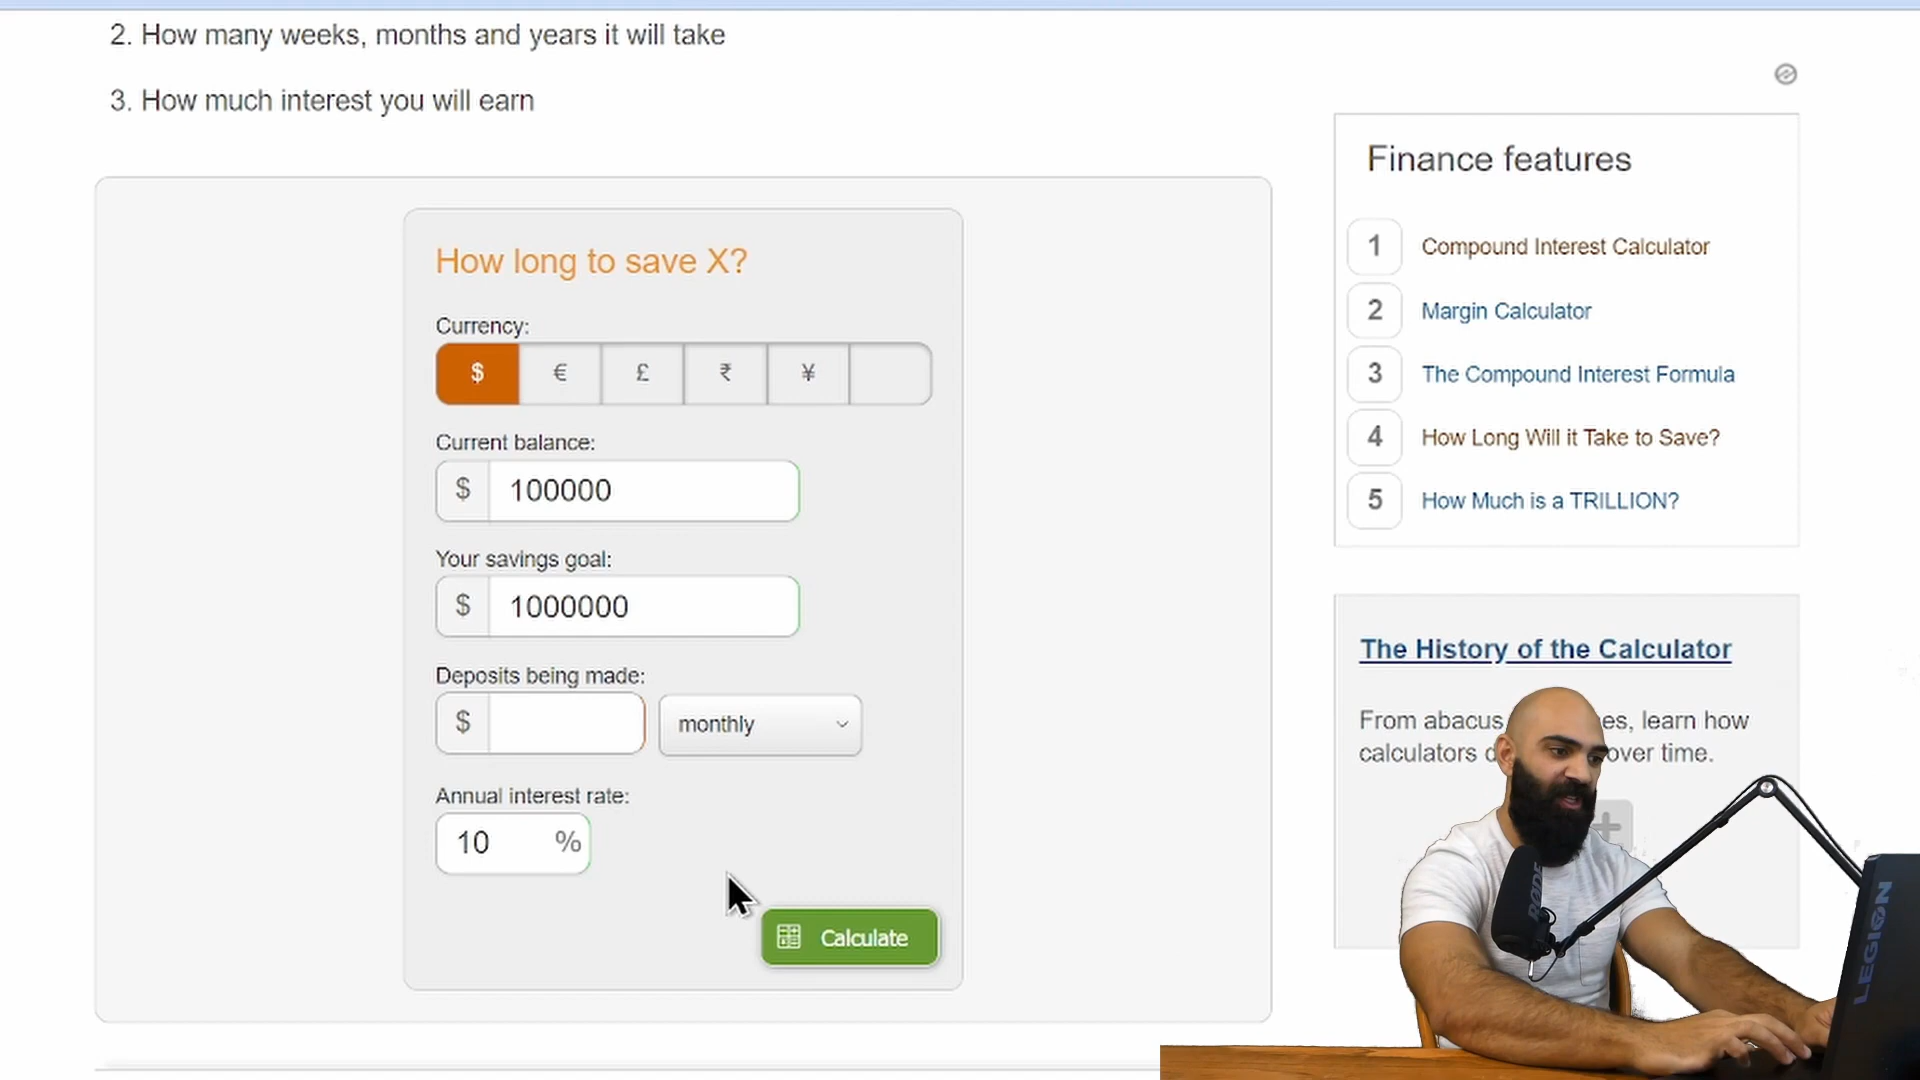 2. How many weeks, months and years it will take
3. How much interest you will earn
How long to save X?
Currency:
$ € £ ₹ ¥
Current balance:
$ 100000
Your savings goal:
$ 1000000
Deposits being made:
$ monthly
Annual interest rate:
10 %
Calculate
Finance features
1 Compound Interest Calculator
2 Margin Calculator
3 The Compound Interest Formula
4 How Long Will it Take to Save?
5 How Much is a TRILLION?
The History of the Calculator
From abacus es, learn how
calculators over time.
RODE
LEGION